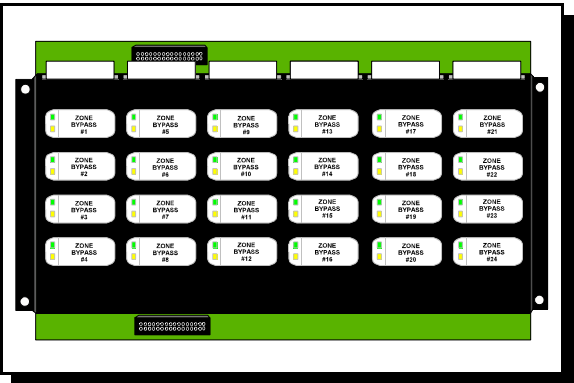 ZONE
BYPASS
#1
ZONE
BYPASS
#5
ZONE
BYPASS
#9
ZONE
BYPASS
#13
ZONE
BYPASS
#17
ZONE
BYPASS
#21
ZONE
BYPASS
#2
ZONE
BYPASS
#6
ZONE
BYPASS
#10
ZONE
BYPASS
#14
ZONE
BYPASS
#18
ZONE
BYPASS
#22
ZONE
BYPASS
#3
ZONE
BYPASS
#7
ZONE
BYPASS
#11
ZONE
BYPASS
#15
ZONE
BYPASS
#19
ZONE
BYPASS
#23
ZONE
BYPASS
#4
ZONE
BYPASS
#8
ZONE
BYPASS
#12
ZONE
BYPASS
#16
ZONE
BYPASS
#20
ZONE
BYPASS
#24